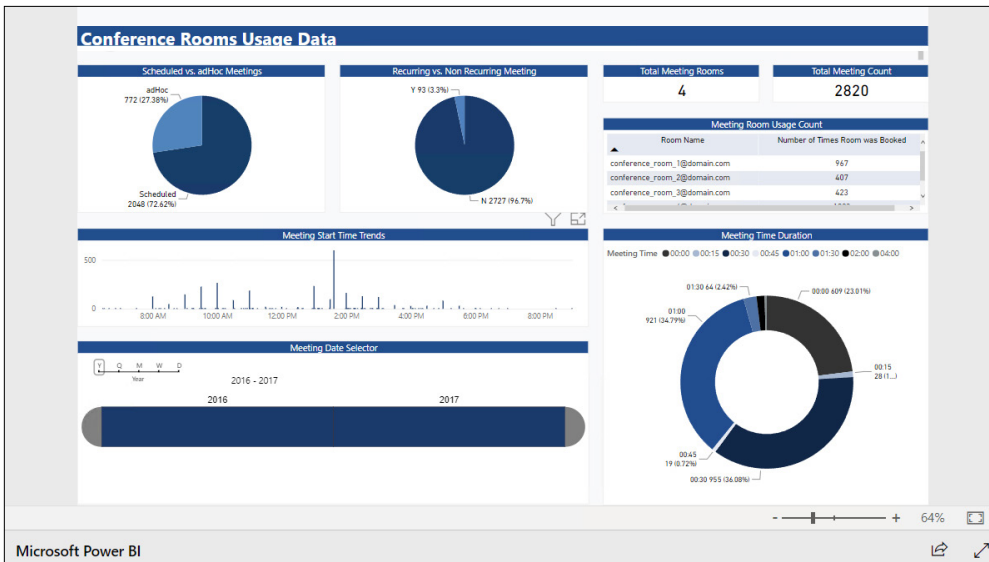 Conference Rooms Usage Data
Scheduled vs. adHoc Meetings
adHoc
772 (27.38%)
Scheduled
2048 (72.62%)
Recurring vs. Non Recurring Meeting
Y 93 (3.3%)
N 2727 (96.7%)
Total Meeting Rooms
4
Total Meeting Count
2820
Meeting Room Usage Count
Room Name Number of Times Room was Booked
conference_room_1@domain.com 967
conference_room_2@domain.com 407
conference_room_3@domain.com 423
Meeting Start Time Trends
500
0
8:00 AM 10:00 AM 12:00 PM 2:00 PM 4:00 PM 6:00 PM 8:00 PM
Meeting Date Selector
Y Q M W D
Year
2016 - 2017
2016 2017
Meeting Time Duration
Meeting Time 00:00 00:15 00:30 00:45 01:00 01:30 02:00 04:00
01:30 64 (2.42%)
00:00 609 (23.01%)
01:00
921 (34.79%)
00:15
28 (1...)
00:45
19 (0.72%)
00:30 955 (36.08%)
- + 64%
Microsoft Power BI